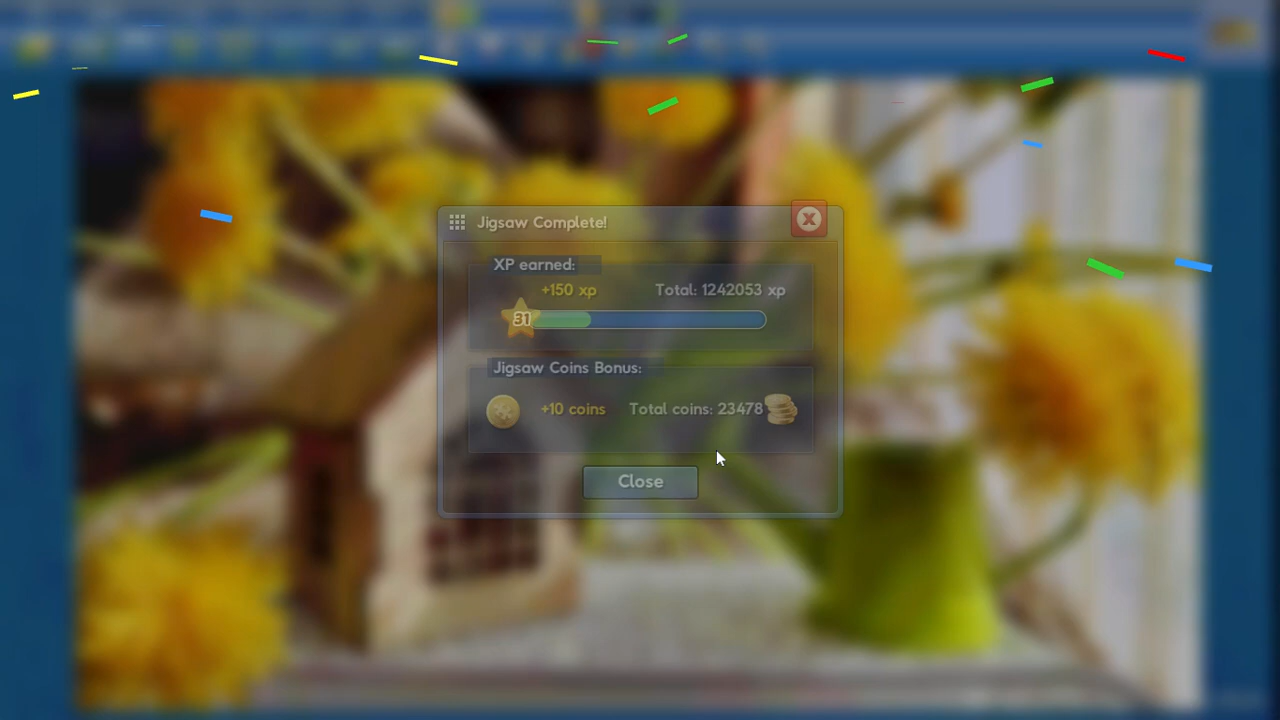 Jigsaw Complete!
XP earned:
+150 xp Total: 1242053 xp
31
Jigsaw Coins Bonus:
+10 coins Total coins: 23478
Close